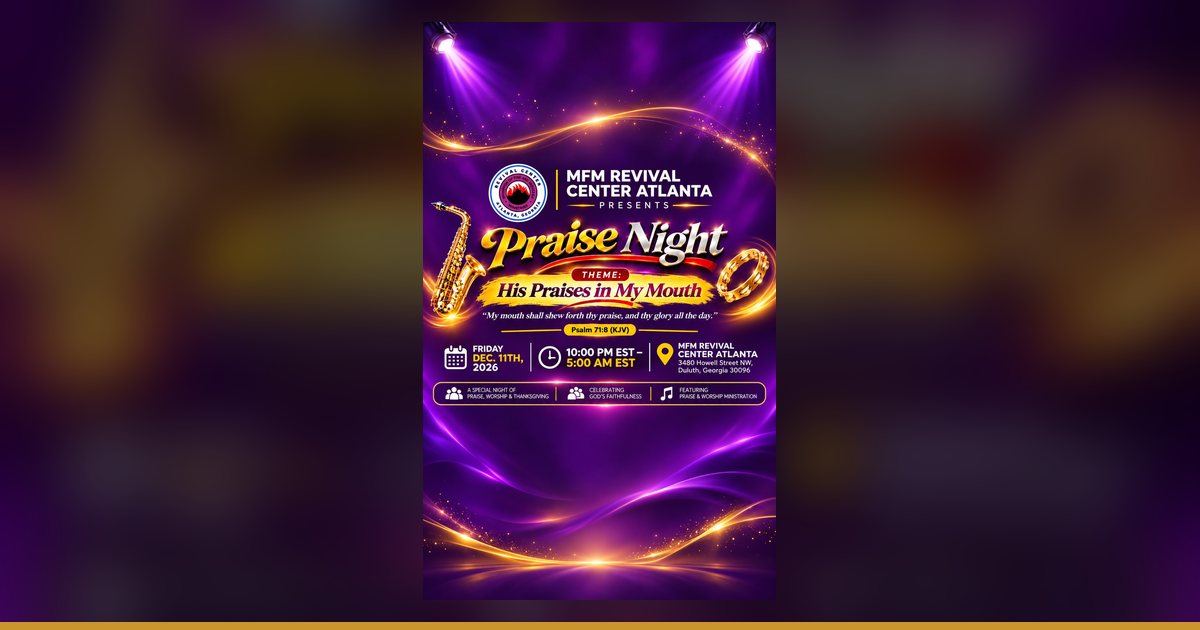 REVIVAL CENTER
ATLANTA, GEORGIA
MFM REVIVAL
CENTER ATLANTA
PRESENTS
Praise Night
THEME:
His Praises in My Mouth
“My mouth shall shew forth thy praise, and thy glory all the day.”
Psalm 71:8 (KJV)
FRIDAY
DEC. 11TH,
2026
10:00 PM EST –
5:00 AM EST
MFM REVIVAL
CENTER ATLANTA
3480 Howell Street NW,
Duluth, Georgia 30096
A SPECIAL NIGHT OF
PRAISE, WORSHIP & THANKSGIVING
CELEBRATING
GOD'S FAITHFULNESS
FEATURING
PRAISE & WORSHIP MINISTRATION